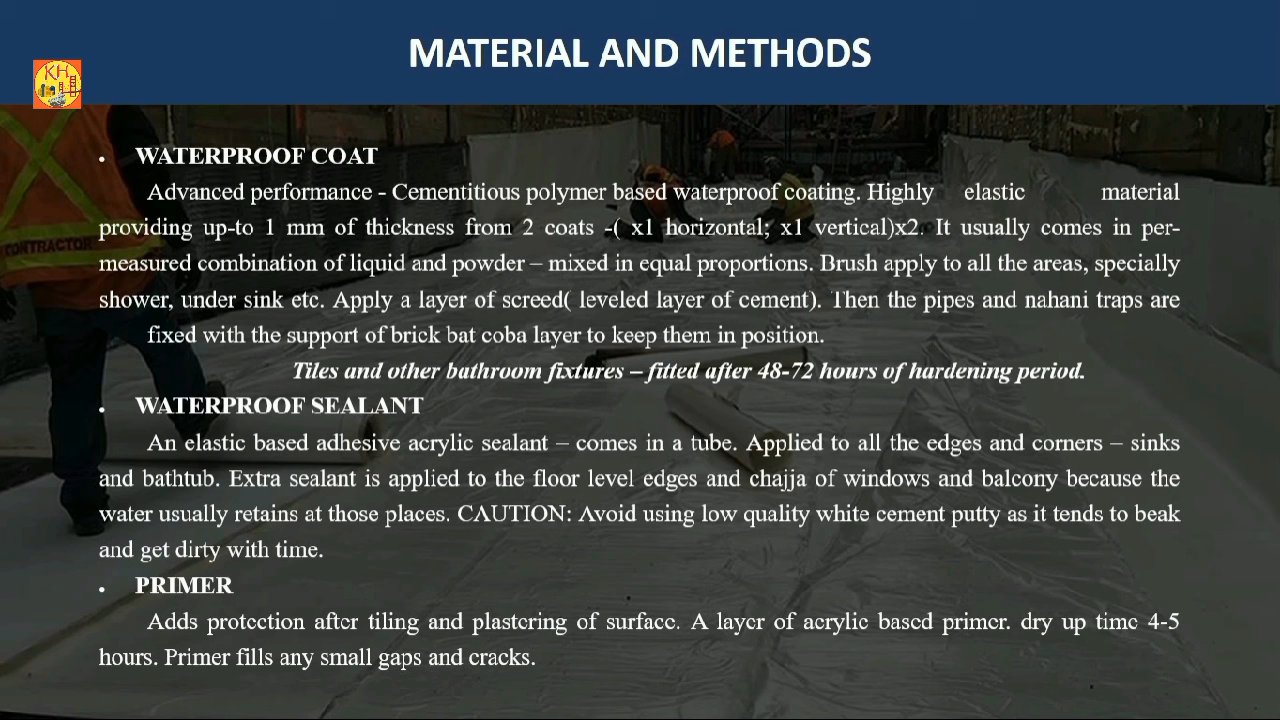 MATERIAL AND METHODS
KH
CONTRACTOR
• WATERPROOF COAT
Advanced performance - Cementitious polymer based waterproof coating. Highly elastic material
providing up-to 1 mm of thickness from 2 coats -( x1 horizontal; x1 vertical)x2. It usually comes in per-
measured combination of liquid and powder – mixed in equal proportions. Brush apply to all the areas, specially
shower, under sink etc. Apply a layer of screed( leveled layer of cement). Then the pipes and nahani traps are
fixed with the support of brick bat coba layer to keep them in position.
Tiles and other bathroom fixtures – fitted after 48-72 hours of hardening period.
• WATERPROOF SEALANT
An elastic based adhesive acrylic sealant – comes in a tube. Applied to all the edges and corners – sinks
and bathtub. Extra sealant is applied to the floor level edges and chajja of windows and balcony because the
water usually retains at those places. CAUTION: Avoid using low quality white cement putty as it tends to beak
and get dirty with time.
• PRIMER
Adds protection after tiling and plastering of surface. A layer of acrylic based primer. dry up time 4-5
hours. Primer fills any small gaps and cracks.